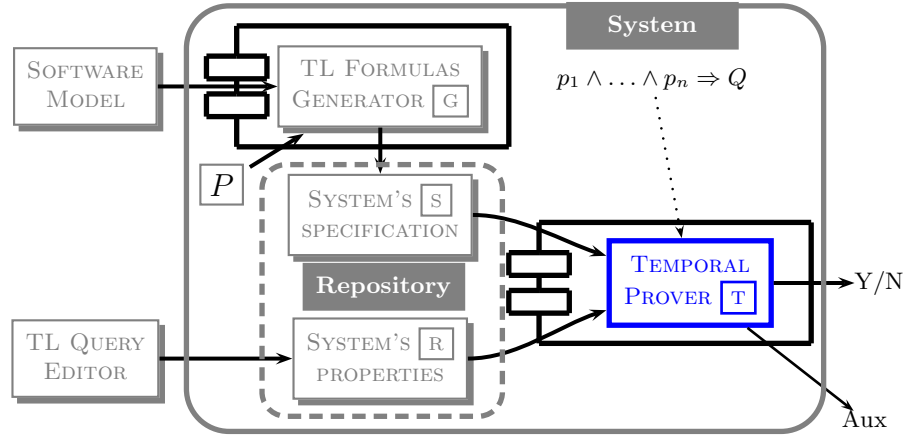 System
SOFTWARE
MODEL
TL FORMULAS
GENERATOR G
p₁ ∧ … ∧ pₙ ⇒ Q
P
SYSTEM'S S
SPECIFICATION
Repository
TEMPORAL
PROVER T
Y/N
TL QUERY
EDITOR
SYSTEM'S R
PROPERTIES
Aux